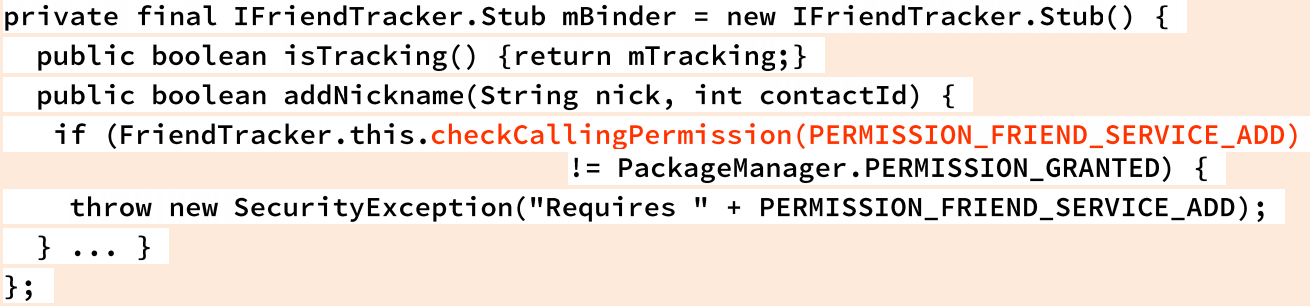 private final IFriendTracker.Stub mBinder = new IFriendTracker.Stub() {
public boolean isTracking() {return mTracking;}
public boolean addNickname(String nick, int contactId) {
if (FriendTracker.this.checkCallingPermission(PERMISSION_FRIEND_SERVICE_ADD)
!= PackageManager.PERMISSION_GRANTED) {
throw new SecurityException("Requires " + PERMISSION_FRIEND_SERVICE_ADD);
} ... }
};